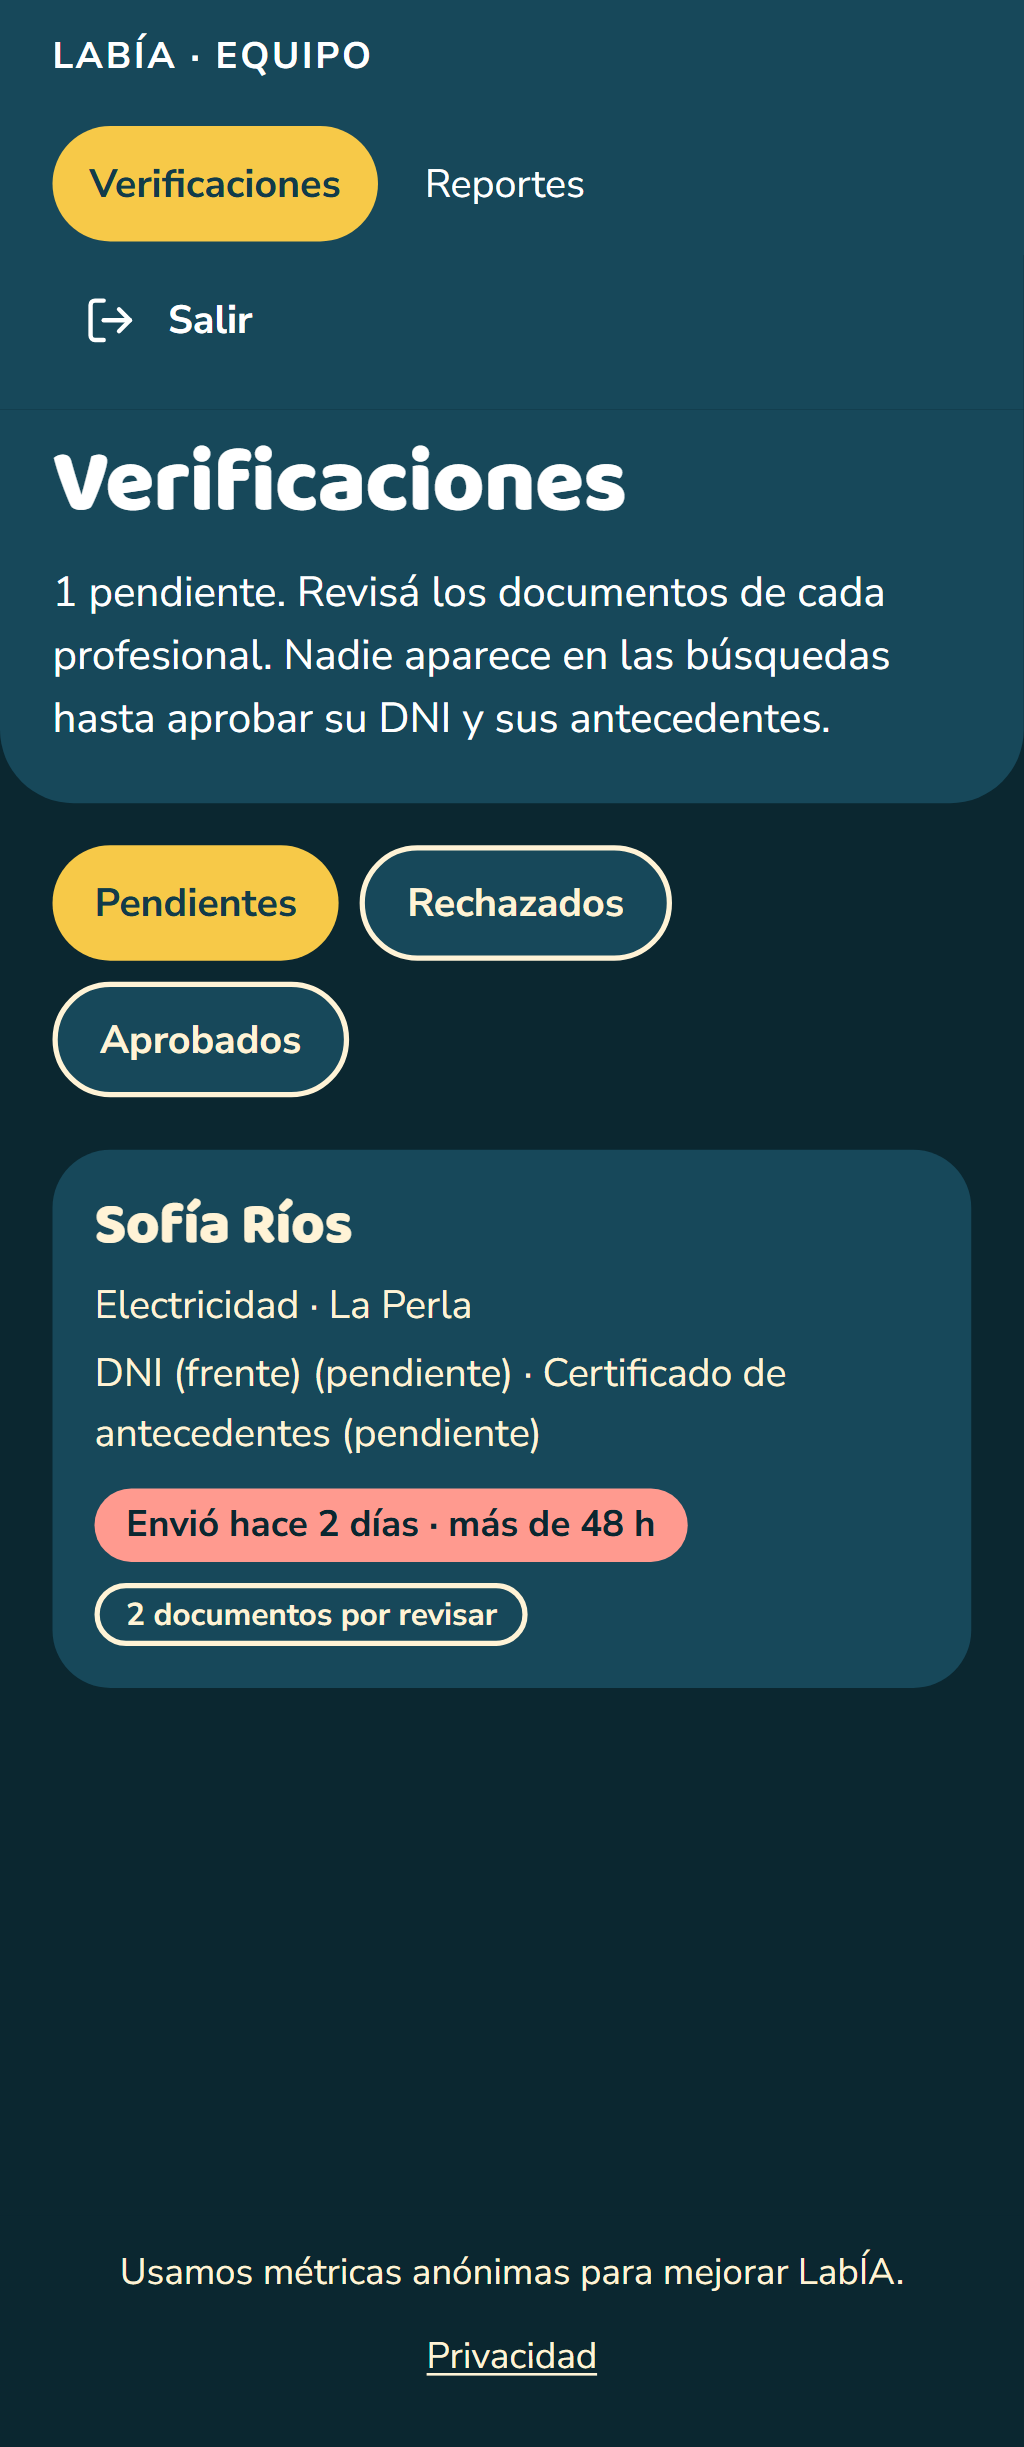 LABÍA · EQUIPO
Verificaciones
Reportes
Salir
Verificaciones
1 pendiente. Revisá los documentos de cada
profesional. Nadie aparece en las búsquedas
hasta aprobar su DNI y sus antecedentes.
Pendientes
Rechazados
Aprobados
Sofía Ríos
Electricidad · La Perla
DNI (frente) (pendiente) · Certificado de
antecedentes (pendiente)
Envió hace 2 días · más de 48 h
2 documentos por revisar
Usamos métricas anónimas para mejorar LabÍA.
Privacidad